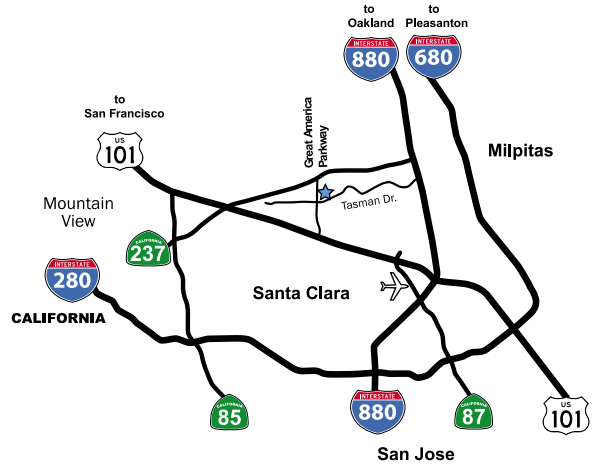 to
Oakland
to
Pleasanton
INTERSTATE
880
INTERSTATE
680
to
San Francisco
US
101
Great America
Parkway
Milpitas
Mountain
View
Tasman Dr.
CALIFORNIA
237
INTERSTATE
280
Santa Clara
CALIFORNIA
CALIFORNIA
85
INTERSTATE
880
CALIFORNIA
87
US
101
San Jose